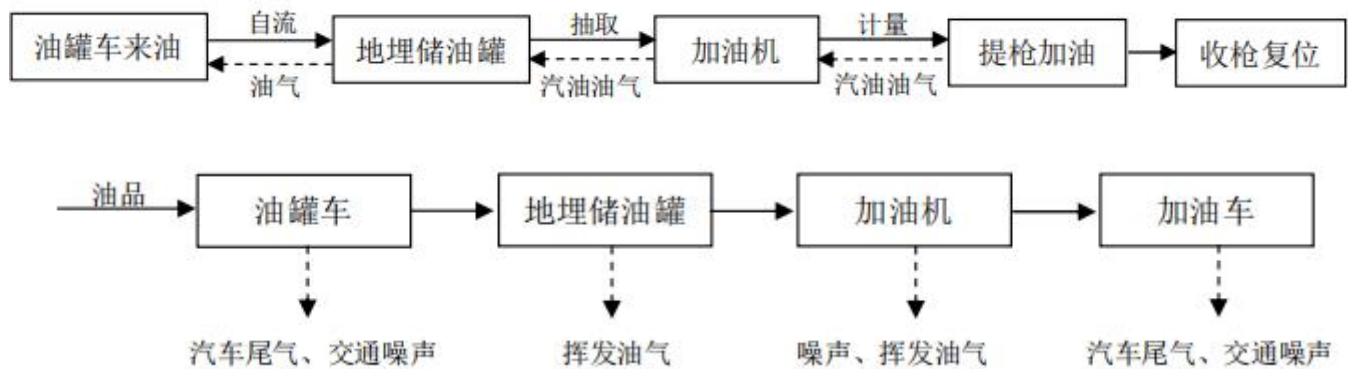 自流 抽取 计量
油罐车来油 地埋储油罐 加油机 提枪加油 收枪复位
油气 汽油油气 汽油油气
油品 油罐车 地埋储油罐 加油机 加油车
汽车尾气、交通噪声 挥发油气 噪声、挥发油气 汽车尾气、交通噪声